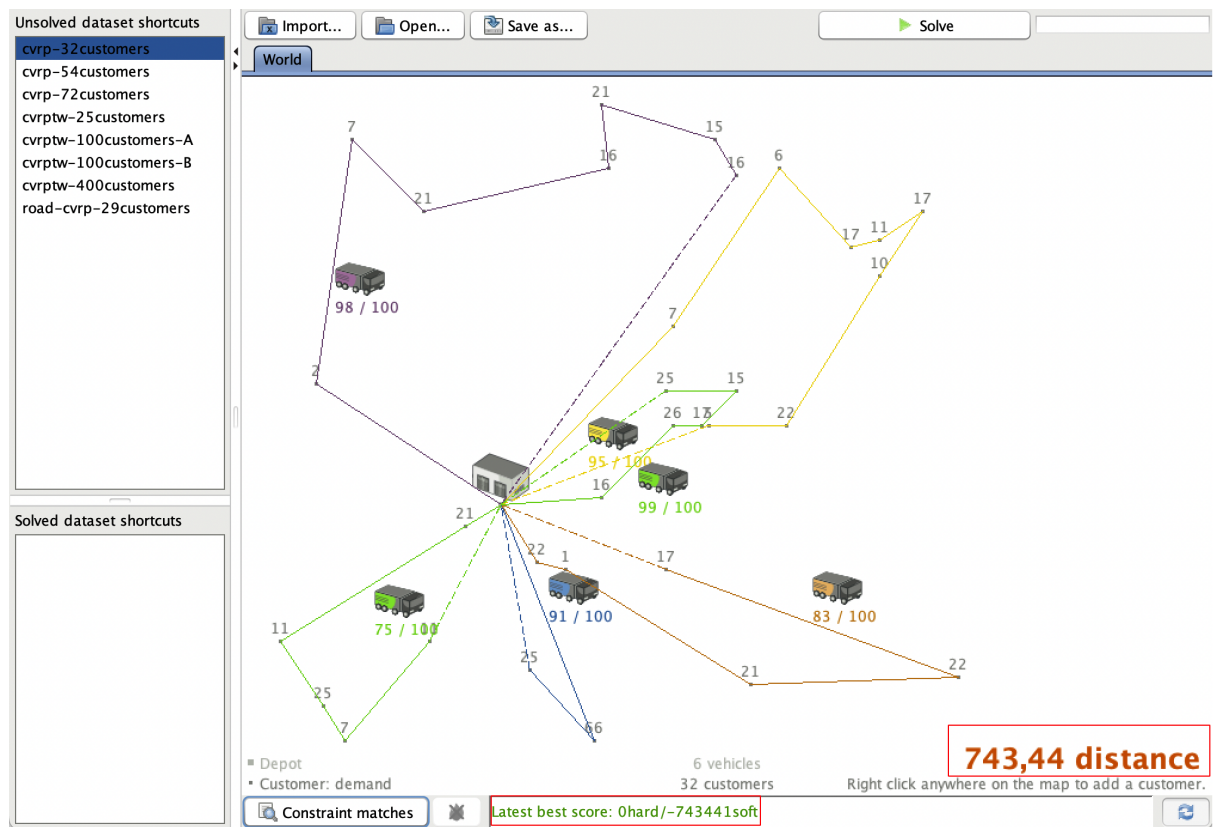 Unsolved dataset shortcuts
cvrp-32customers
cvrp-54customers
cvrp-72customers
cvrptw-25customers
cvrptw-100customers-A
cvrptw-100customers-B
cvrptw-400customers
road-cvrp-29customers
Solved dataset shortcuts
Import...
Open...
Save as...
Solve
World
21
7
15
16
16
6
21
17
17
11
10
98 / 100
7
2
25
15
26
17
22
95 / 100
16
99 / 100
21
22
1
17
75 / 100
91 / 100
83 / 100
11
11
25
21
22
25
7
66
743,44 distance
Depot
6 vehicles
Customer: demand
32 customers
Right click anywhere on the map to add a customer.
Constraint matches
Latest best score: 0hard/-743441soft